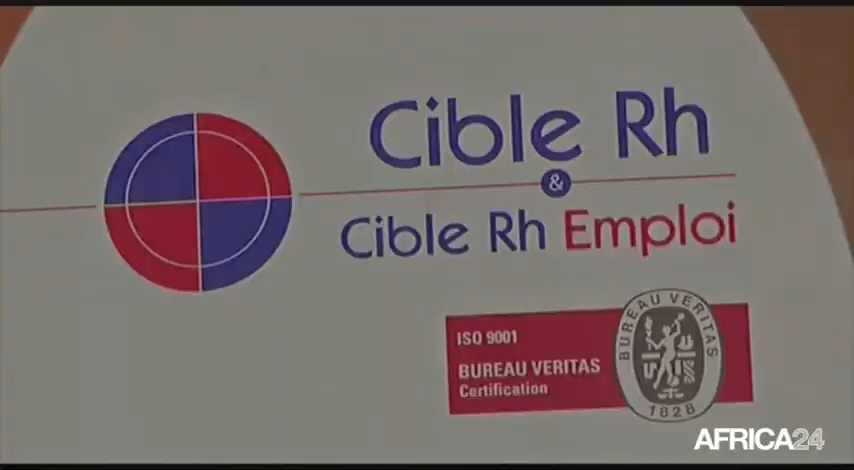 Cible Rh
&
Cible Rh Emploi
ISO 9001
BUREAU VERITAS
Certification
BUREAU VERITAS
1828
AFRICA24